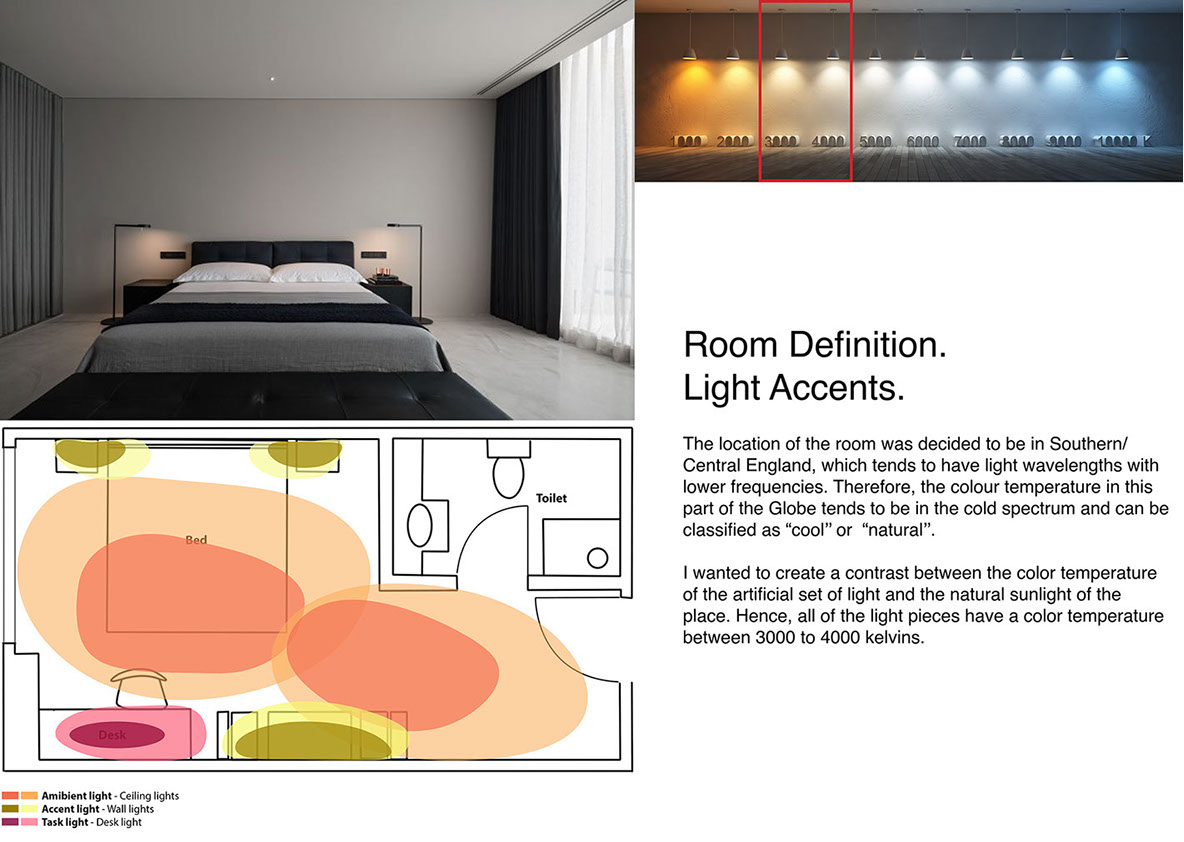 1000 2000 3000 4000 5000 6000 7000 8000 9000 10000 K
Room Definition.
Light Accents.
The location of the room was decided to be in Southern/
Central England, which tends to have light wavelengths with
lower frequencies. Therefore, the colour temperature in this
part of the Globe tends to be in the cold spectrum and can be
classified as “cool” or “natural”.
I wanted to create a contrast between the color temperature
of the artificial set of light and the natural sunlight of the
place. Hence, all of the light pieces have a color temperature
between 3000 to 4000 kelvins.
Toilet
Bed
Desk
Amibient light - Ceiling lights
Accent light - Wall lights
Task light - Desk light